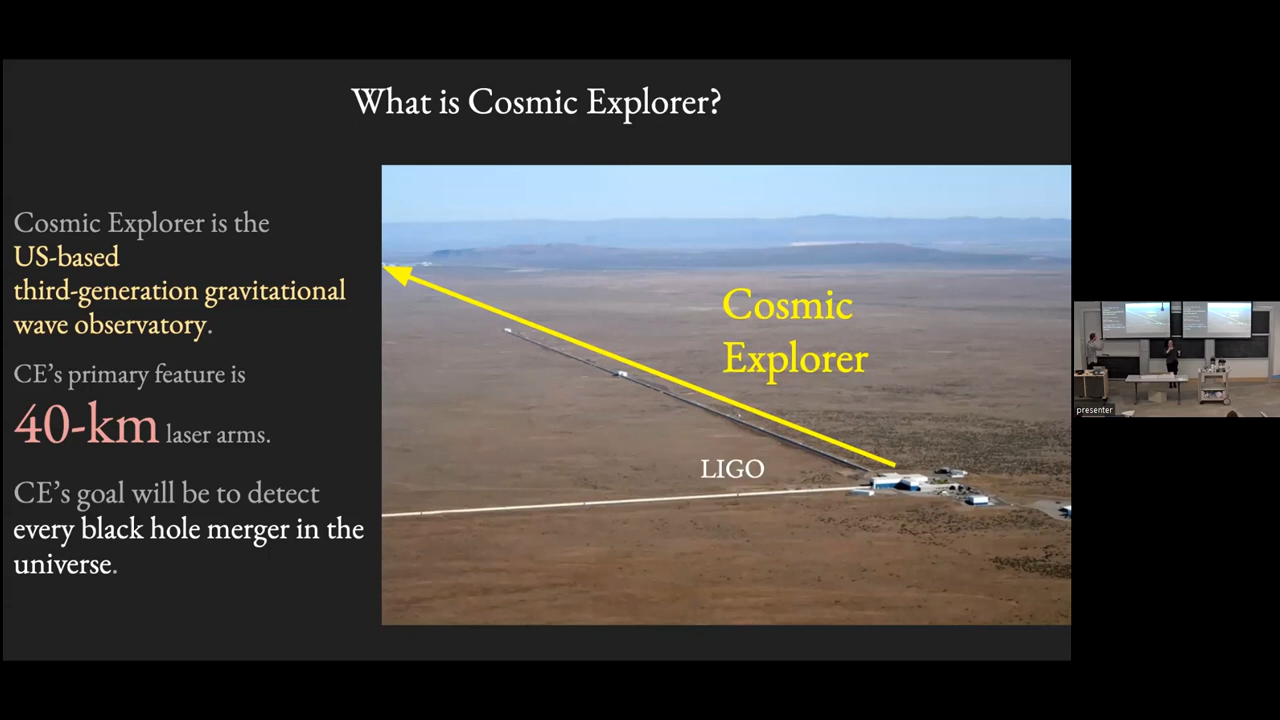 What is Cosmic Explorer?
Cosmic Explorer is the
US-based
third-generation gravitational
wave observatory.
CE's primary feature is
40-km laser arms.
CE's goal will be to detect
every black hole merger in the
universe.
Cosmic
Explorer
LIGO
presenter